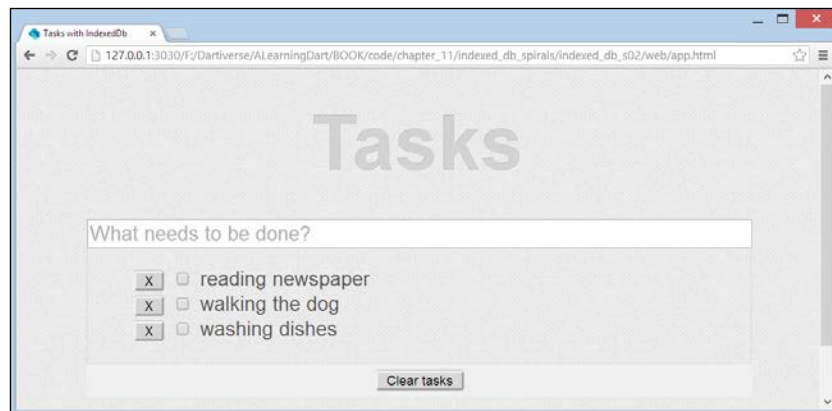 Tasks with IndexedDb
127.0.0.1:3030/F:/Dartiverse/ALearningDart/BOOK/code/chapter_11/indexed_db_spirals/indexed_db_s02/web/app.html
Tasks
What needs to be done?
X reading newspaper
X walking the dog
X washing dishes
Clear tasks